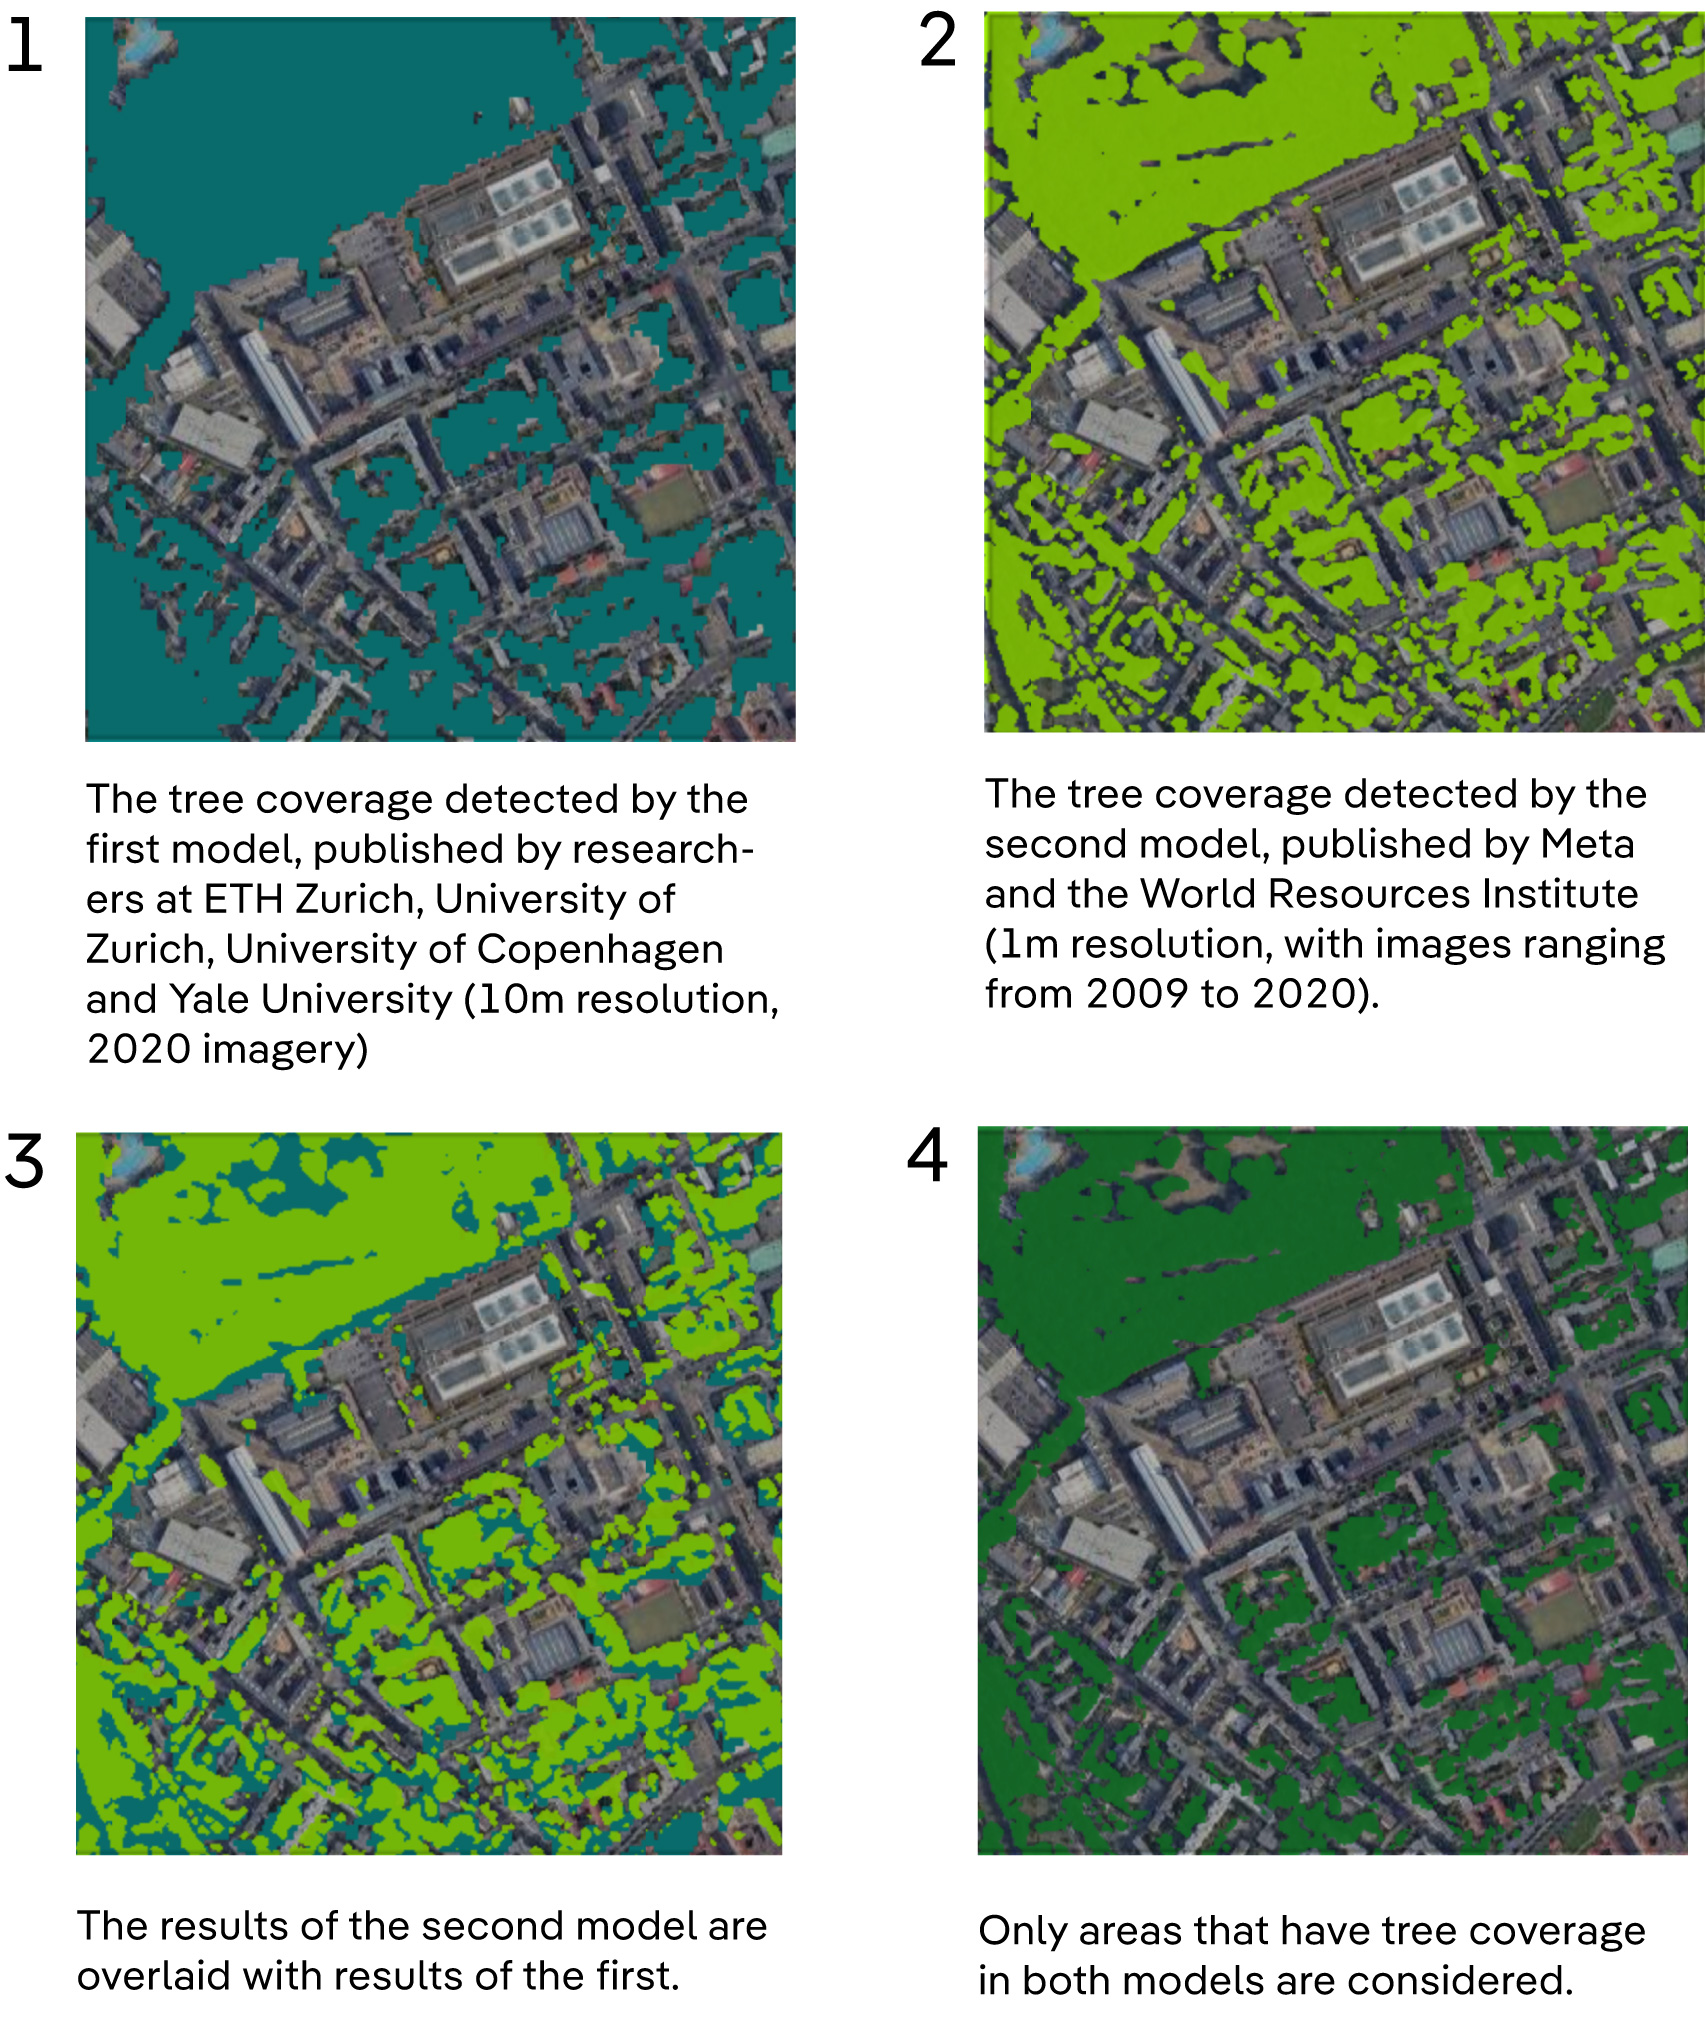 1
The tree coverage detected by the
first model, published by research-
ers at ETH Zurich, University of
Zurich, University of Copenhagen
and Yale University (10m resolution,
2020 imagery)
2
The tree coverage detected by the
second model, published by Meta
and the World Resources Institute
(1m resolution, with images ranging
from 2009 to 2020).
3
The results of the second model are
overlaid with results of the first.
4
Only areas that have tree coverage
in both models are considered.